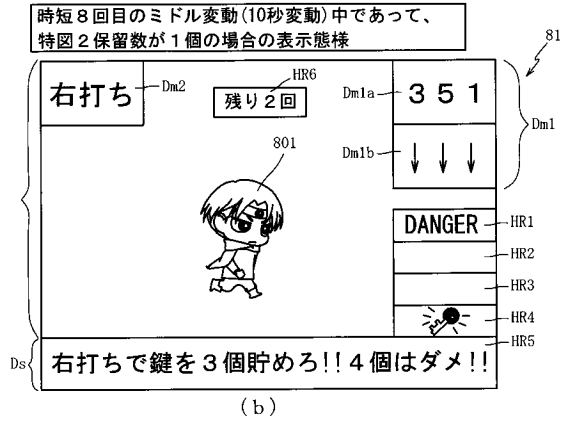 時短８回目のミドル変動(10秒変動)中であって、
特図２保留数が１個の場合の表示態様
81
右打ち
Dm2
HR6
残り２回
Dm1a
３５１
Dm1
Dm1b
↓ ↓ ↓
801
DANGER
HR1
HR2
HR3
HR4
HR5
Ds
右打ちで鍵を３個貯めろ!!４個はダメ!!
(b)